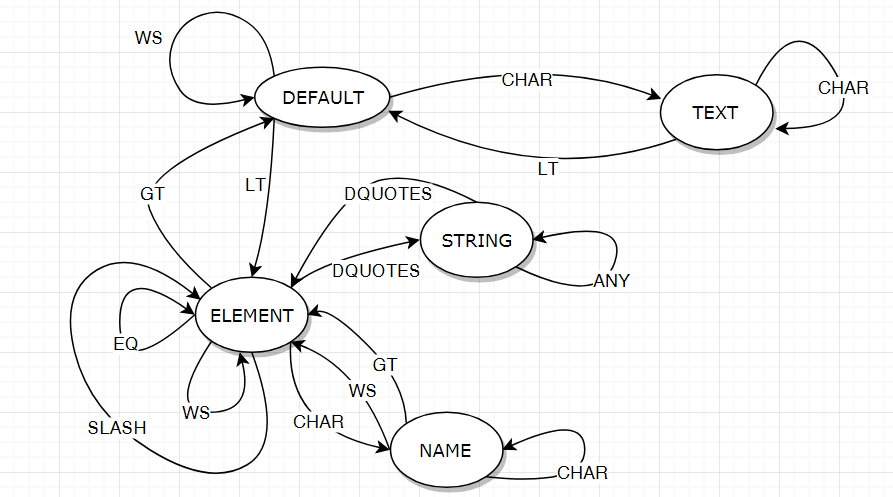 WS
DEFAULT
CHAR
TEXT
CHAR
LT
GT
LT
DQUOTES
DQUOTES
STRING
ANY
ELEMENT
EQ
WS
SLASH
CHAR
GT
WS
NAME
CHAR